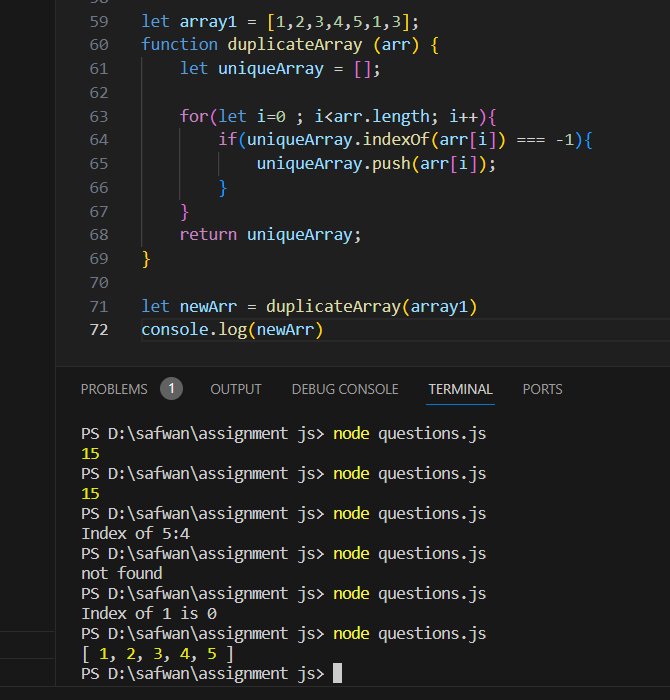 59 let array1 = [1,2,3,4,5,1,3];
60 function duplicateArray (arr) {
61 let uniqueArray = [];
62
63 for(let i=0 ; i<arr.length; i++){
64 if(uniqueArray.indexOf(arr[i]) === -1){
65 uniqueArray.push(arr[i]);
66 }
67 }
68 return uniqueArray;
69 }
70
71 let newArr = duplicateArray(array1)
72 console.log(newArr)
PROBLEMS 1 OUTPUT DEBUG CONSOLE TERMINAL PORTS
PS D:\safwan\assignment js> node questions.js
15
PS D:\safwan\assignment js> node questions.js
15
PS D:\safwan\assignment js> node questions.js
Index of 5:4
PS D:\safwan\assignment js> node questions.js
not found
PS D:\safwan\assignment js> node questions.js
Index of 1 is 0
PS D:\safwan\assignment js> node questions.js
[ 1, 2, 3, 4, 5 ]
PS D:\safwan\assignment js>